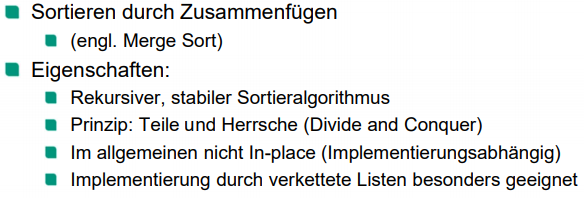 Sortieren durch Zusammenfügen
(engl. Merge Sort)
Eigenschaften:
Rekursiver, stabiler Sortieralgorithmus
Prinzip: Teile und Herrsche (Divide and Conquer)
Im allgemeinen nicht In-place (Implementierungsabhängig)
Implementierung durch verkettete Listen besonders geeignet